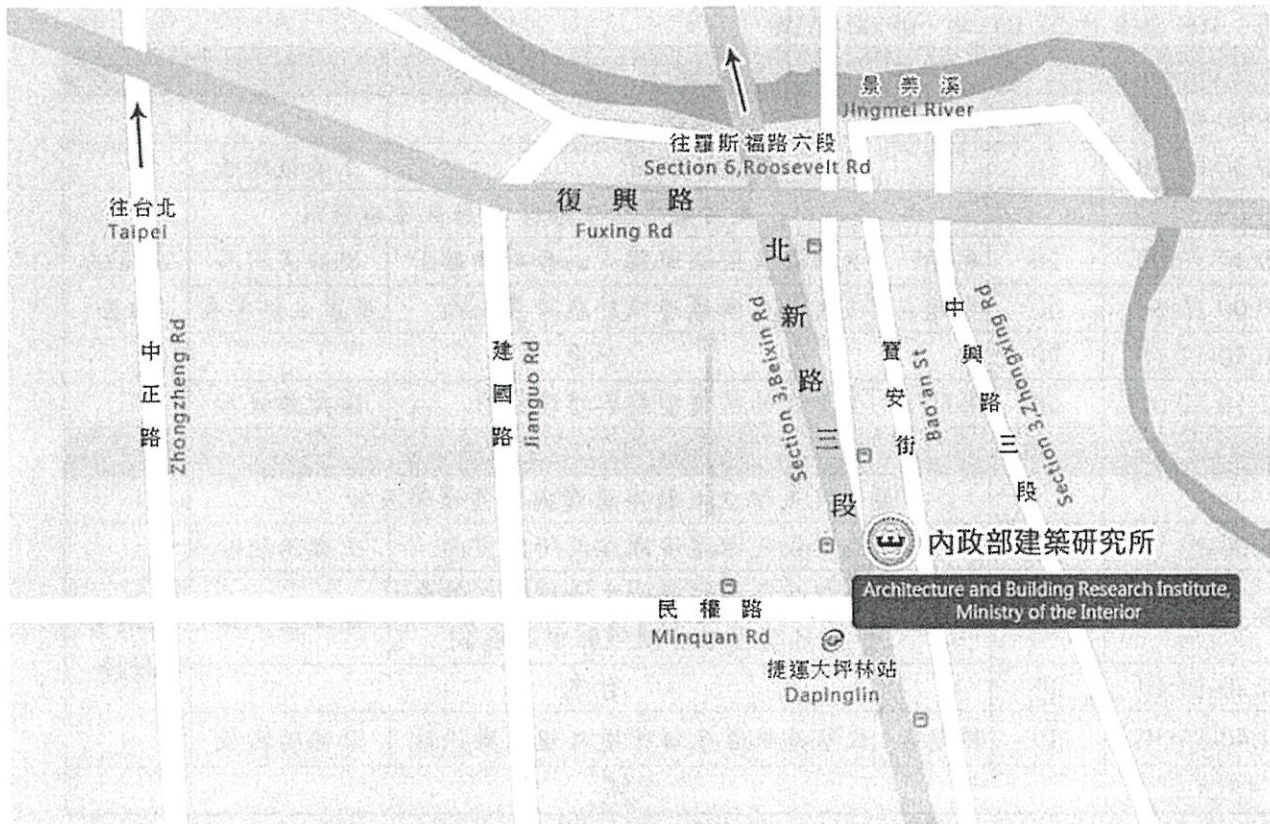 景美溪
Jingmei River
往羅斯福路六段
Section 6,Roosevelt Rd
往台北
Taipei
復興路
Fuxing Rd
北新路三段
Section 3,Beixin Rd
中正路
Zhongzheng Rd
建國路
Jianguo Rd
寶安街
Bao'an St
中興路三段
Section 3,Zhongxing Rd
內政部建築研究所
Architecture and Building Research Institute,
Ministry of the Interior
民權路
Minquan Rd
捷運大坪林站
Dapinglin